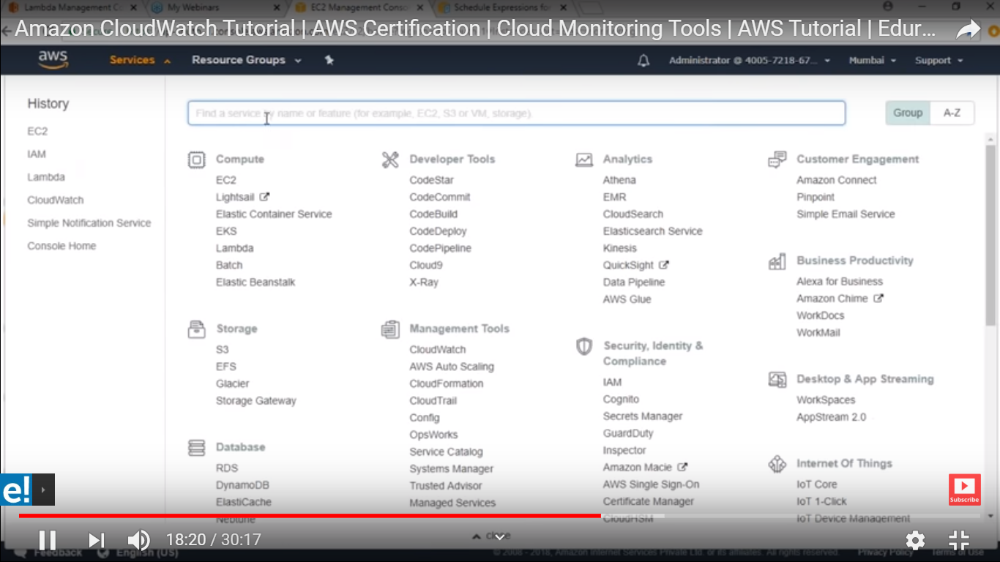 Lambda Management C
My Webinars
EC2 Management Conso
Schedule Expressions for
Amazon CloudWatch Tutorial | AWS Certification | Cloud Monitoring Tools | AWS Tutorial | Edur...
aws
Services
Resource Groups
Administrator @ 4005-7218-67...
Mumbai
Support
History
EC2
IAM
Lambda
CloudWatch
Simple Notification Service
Console Home
Find a service by name or feature (for example, EC2, S3 or VM, storage).
Group
A-Z
Compute
EC2
Lightsail
Elastic Container Service
EKS
Lambda
Batch
Elastic Beanstalk
Storage
S3
EFS
Glacier
Storage Gateway
Database
RDS
DynamoDB
ElastiCache
Neptune
Developer Tools
CodeStar
CodeCommit
CodeBuild
CodeDeploy
CodePipeline
Cloud9
X-Ray
Management Tools
CloudWatch
AWS Auto Scaling
CloudFormation
CloudTrail
Config
OpsWorks
Service Catalog
Systems Manager
Trusted Advisor
Managed Services
Analytics
Athena
EMR
CloudSearch
Elasticsearch Service
Kinesis
QuickSight
Data Pipeline
AWS Glue
Security, Identity &
Compliance
IAM
Cognito
Secrets Manager
GuardDuty
Inspector
Amazon Macie
AWS Single Sign-On
Certificate Manager
CloudHSM
Customer Engagement
Amazon Connect
Pinpoint
Simple Email Service
Business Productivity
Alexa for Business
Amazon Chime
WorkDocs
WorkMail
Desktop & App Streaming
WorkSpaces
AppStream 2.0
Internet Of Things
IoT Core
IoT 1-Click
IoT Device Management
e!
Subscribe
close
18:20 / 30:17
Feedback
English (US)
© 2008 - 2018, Amazon Internet Services Private Ltd. or its affiliates. All rights reserved.
Privacy Policy
Terms of Use